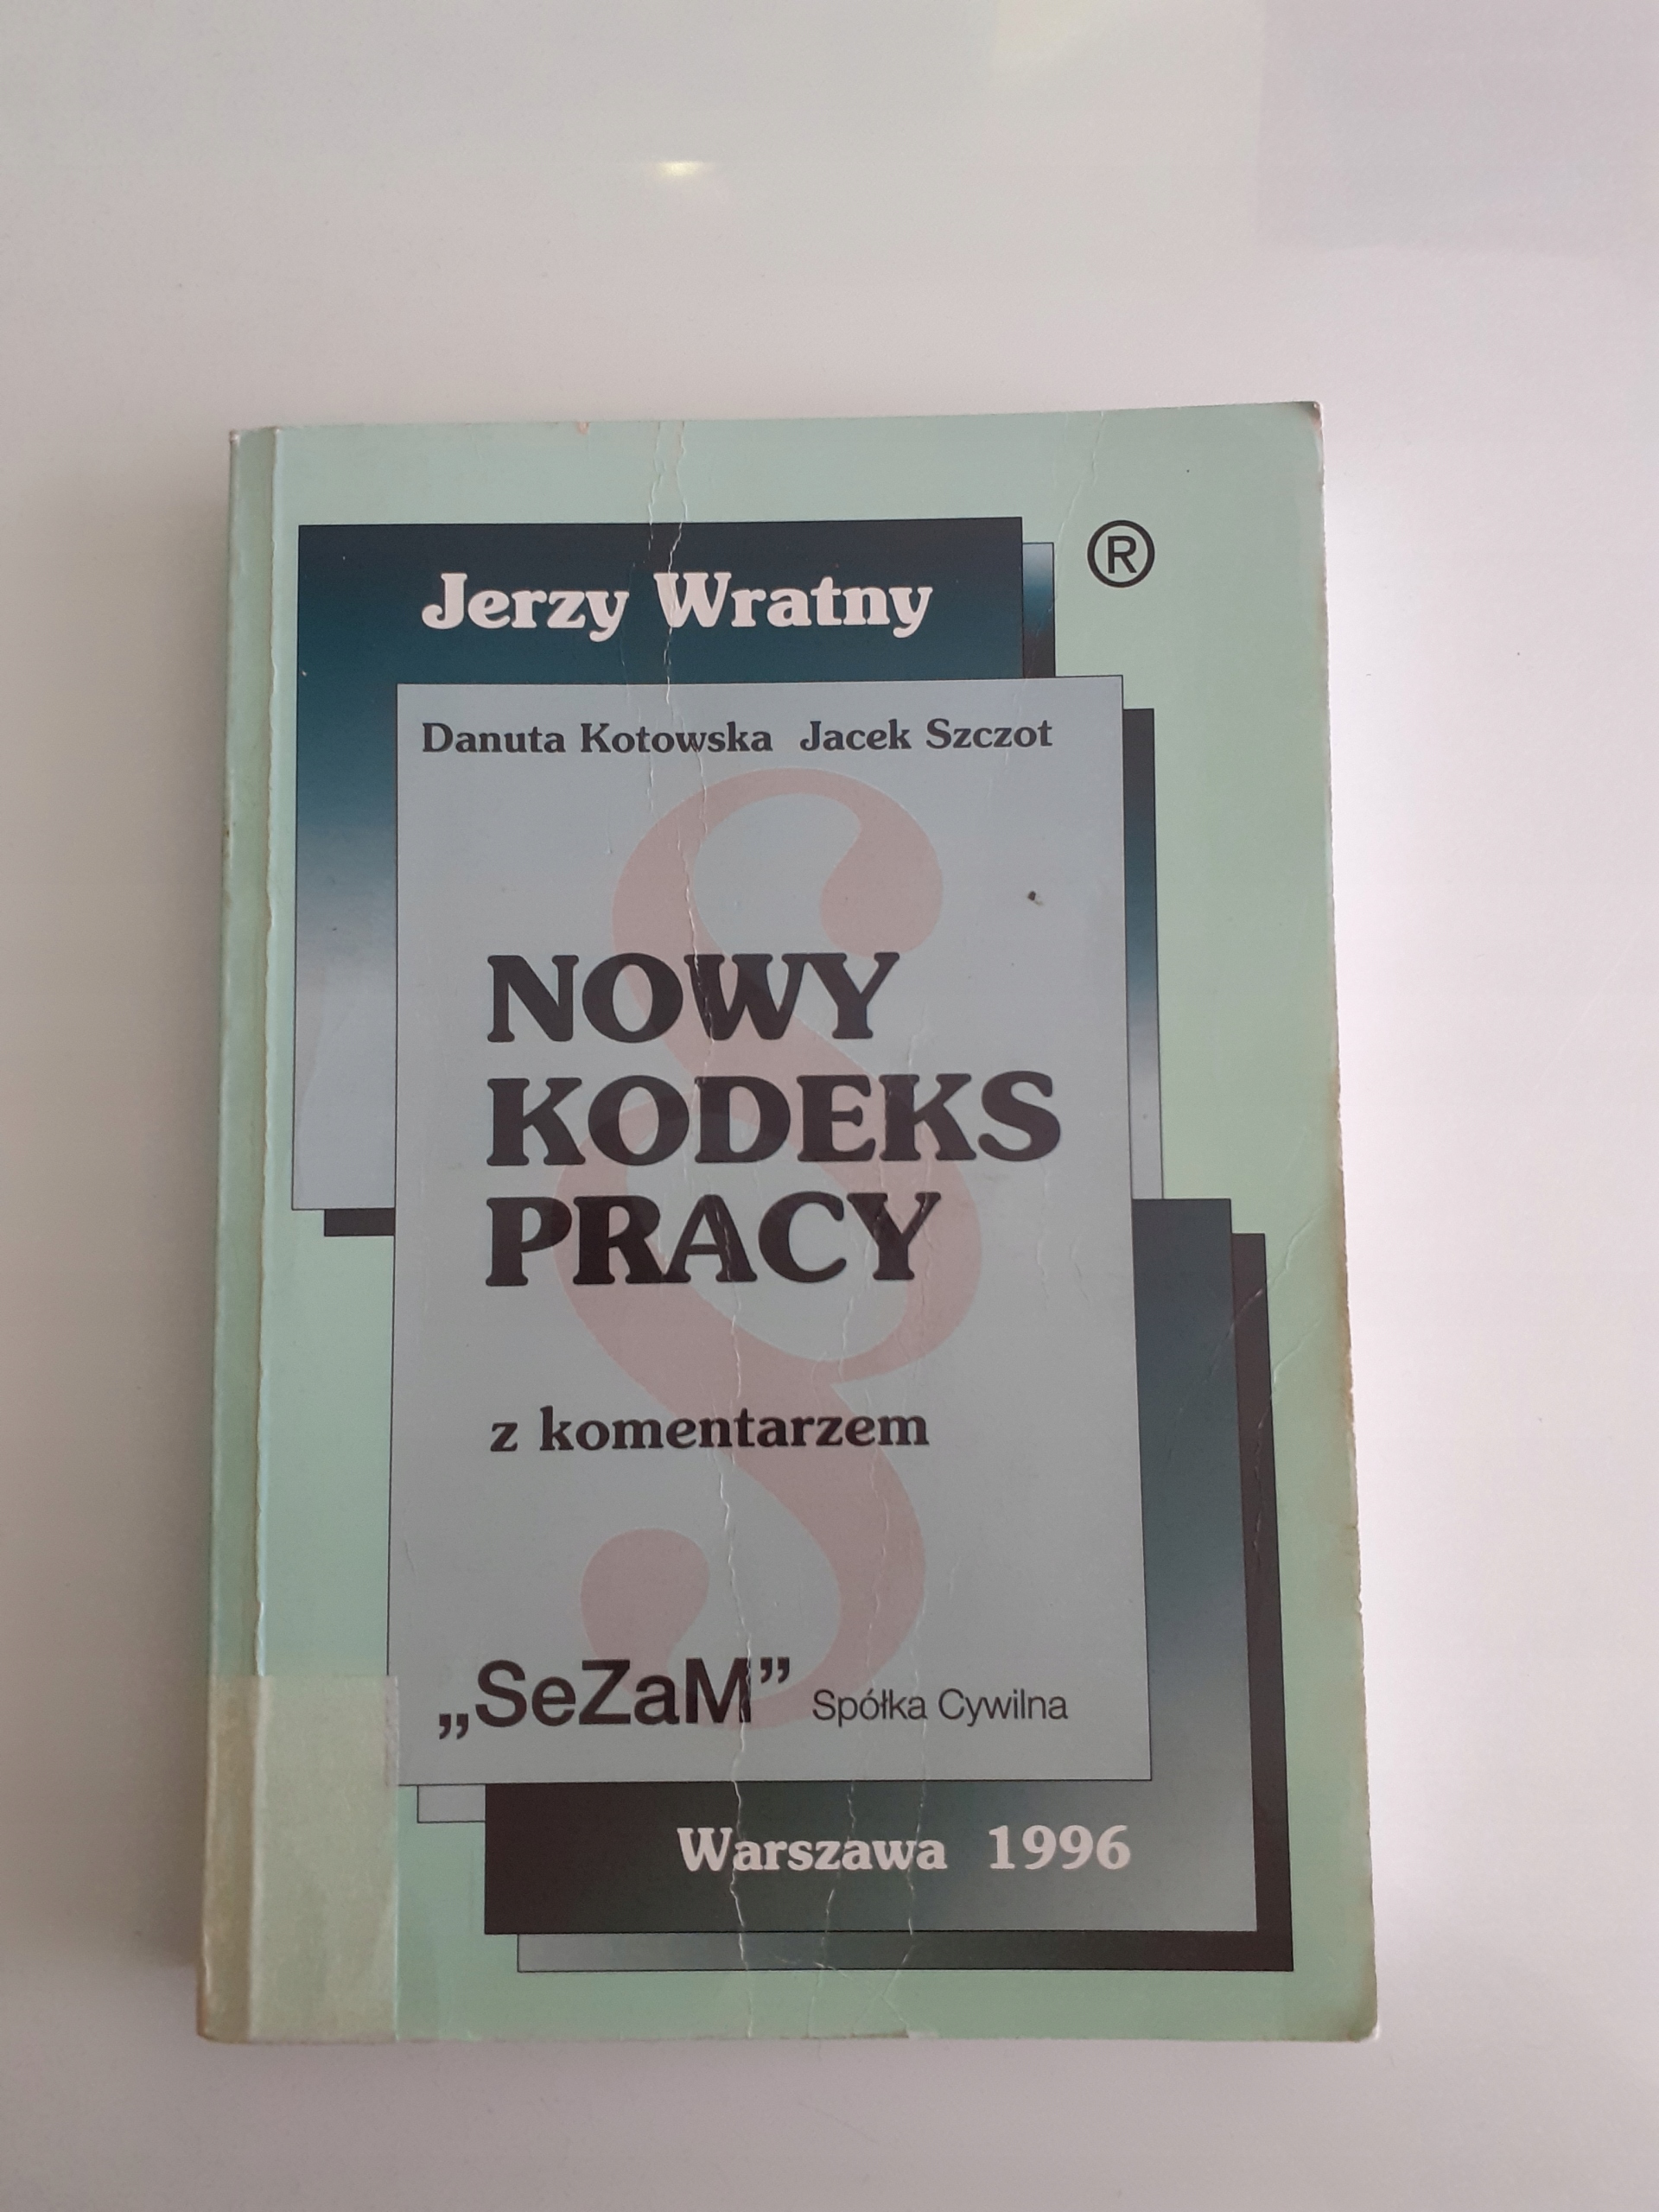 Jerzy Wratny
®
Danuta Kotowska Jacek Szczot
§
NOWY
KODEKS
PRACY
z komentarzem
„SeZaM” Spółka Cywilna
Warszawa 1996